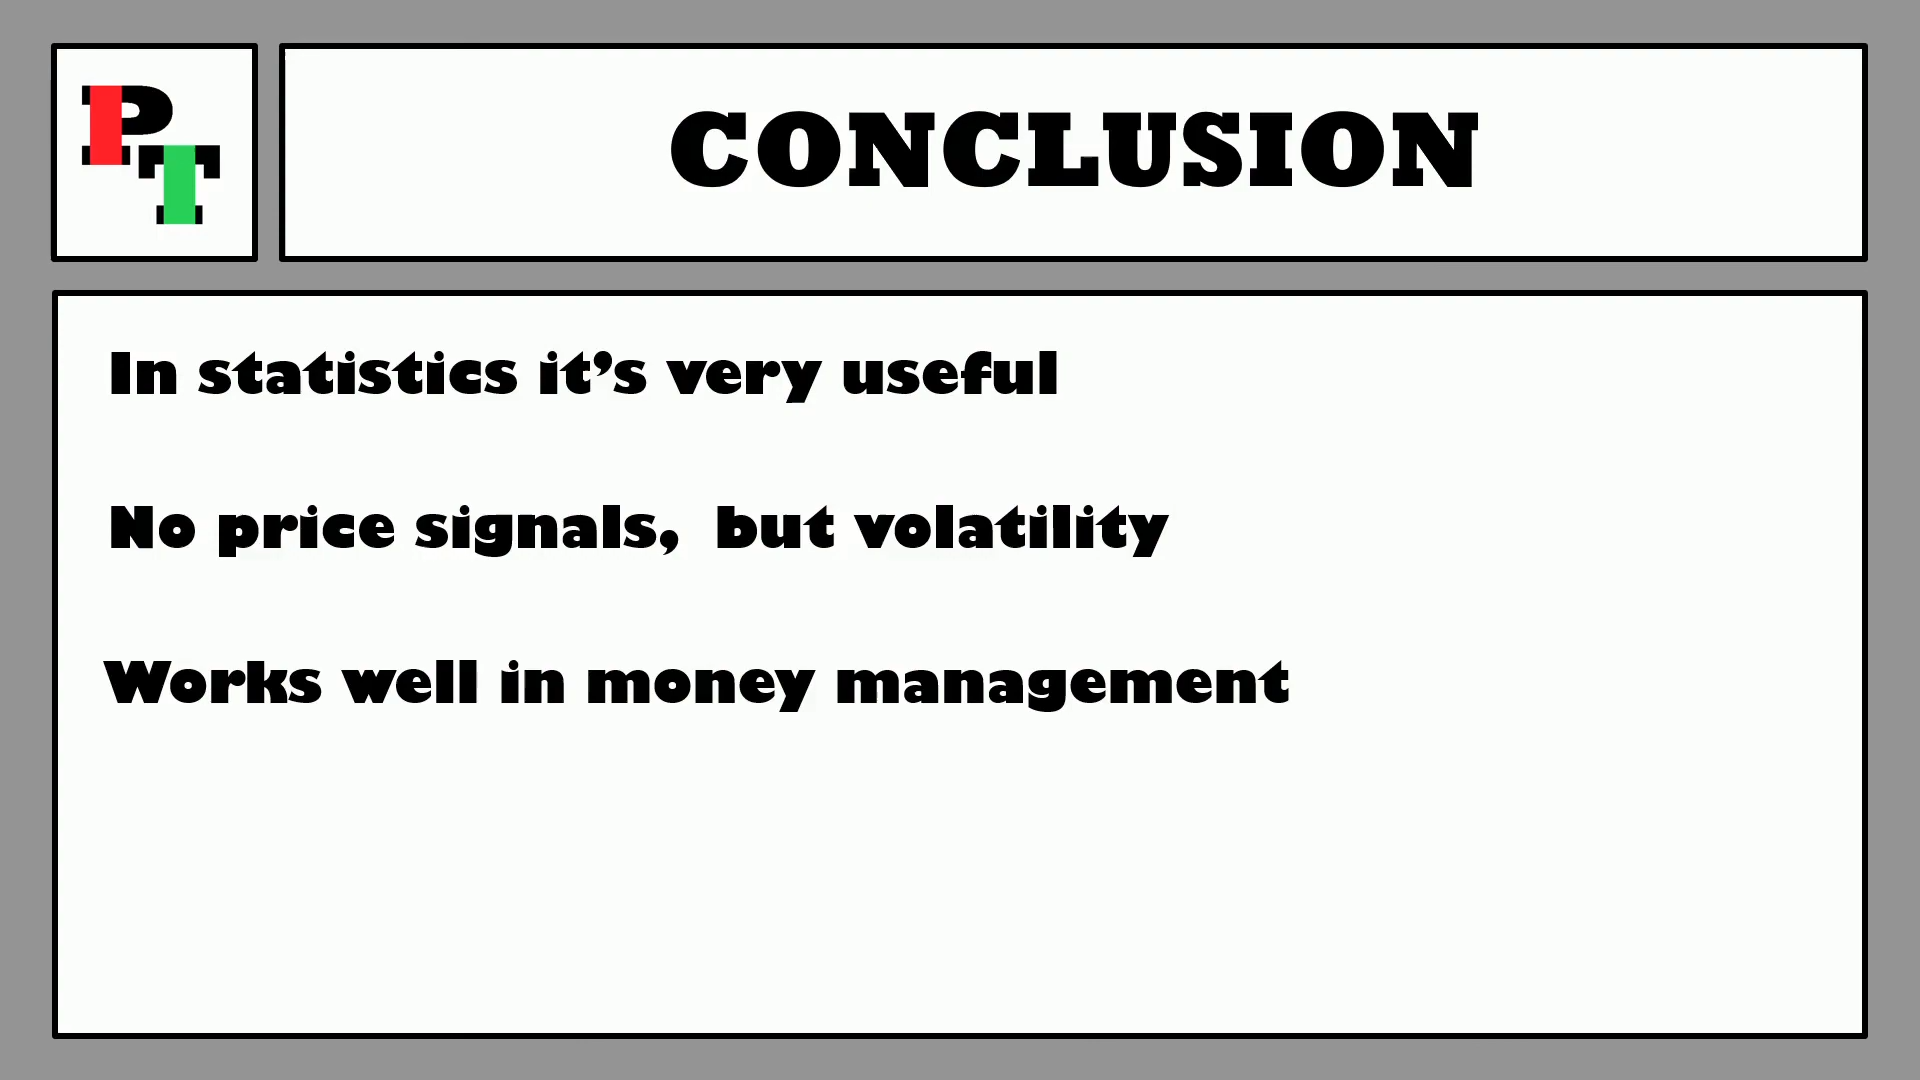 PT
CONCLUSION
In statistics it’s very useful
No price signals, but volatility
Works well in money management